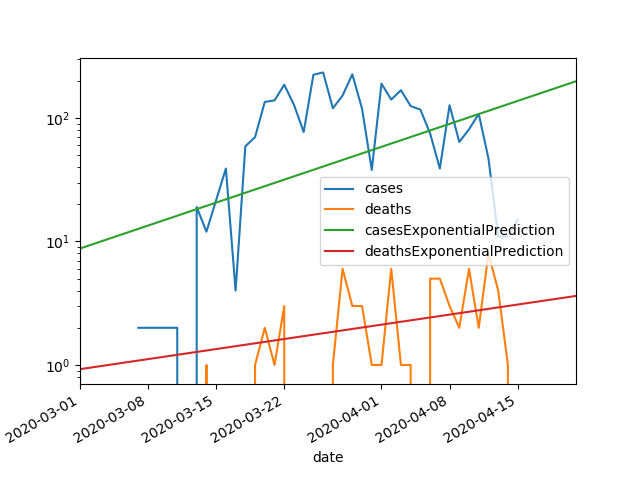 10²
10¹
10⁰
cases
deaths
casesExponentialPrediction
deathsExponentialPrediction
2020-03-01
2020-03-08
2020-03-15
2020-03-22
2020-04-01
2020-04-08
2020-04-15
date